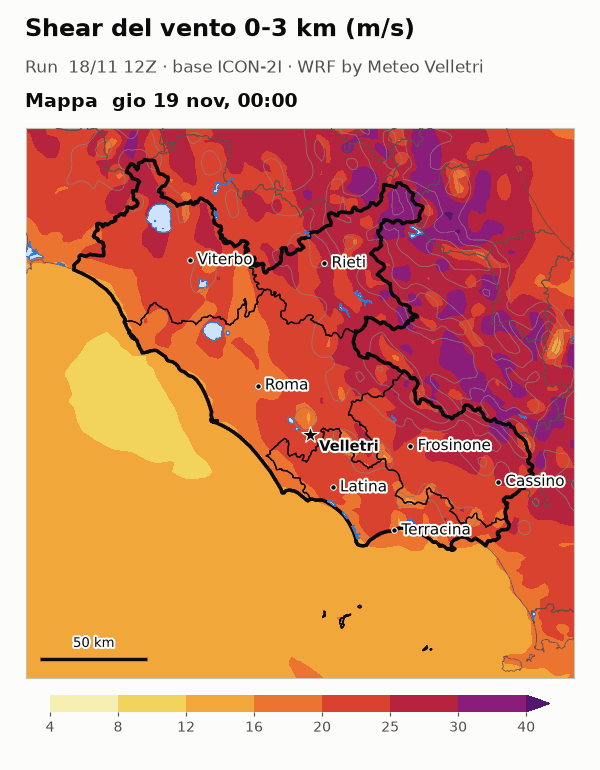 Shear del vento 0-3 km (m/s)
Run  18/11 12Z · base ICON-2I · WRF by Meteo Velletri
Mappa  gio 19 nov, 00:00
Viterbo
Rieti
Roma
Velletri
Frosinone
Latina
Cassino
Terracina
50 km
4 8 12 16 20 25 30 40